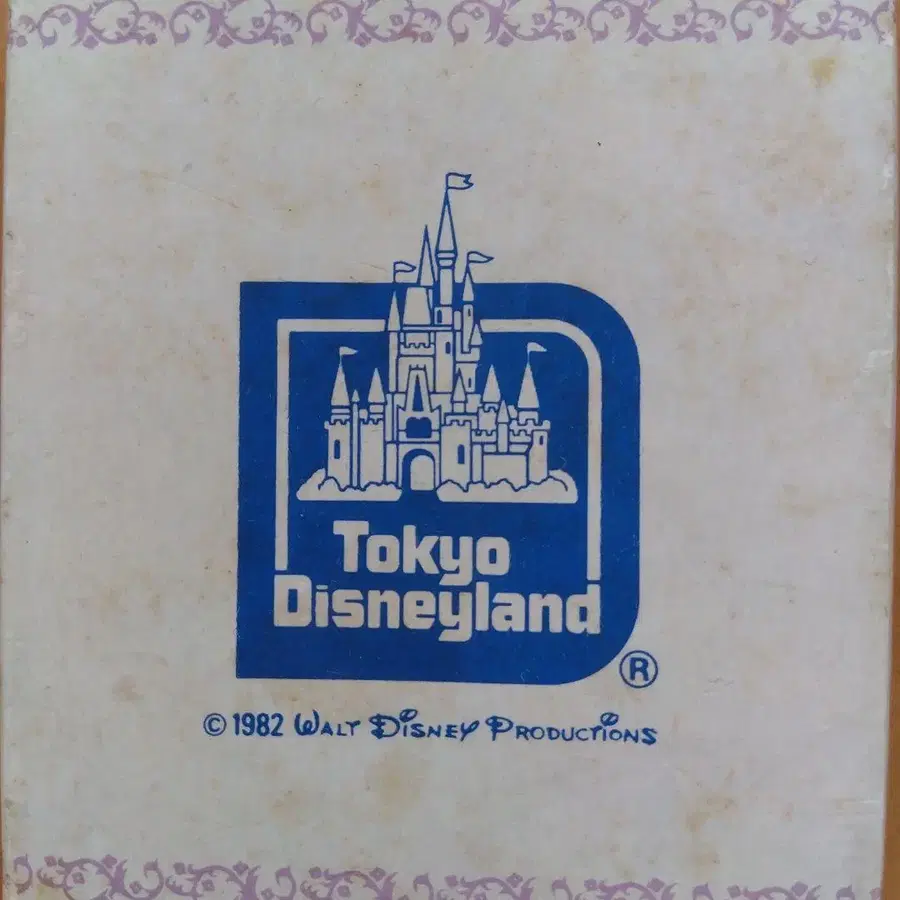 Tokyo
Disneyland
®
© 1982 WALT DISNEY PRODUCTIONS